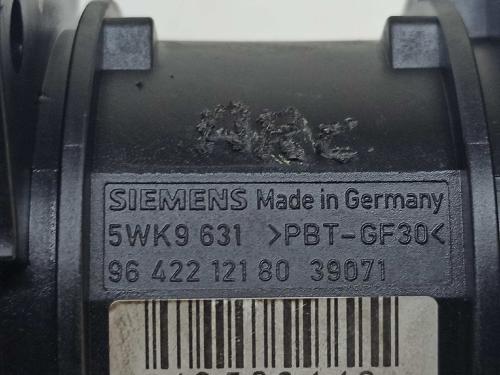 SIEMENS Made in Germany
5WK9 631 >PBT-GF30<
96 422 121 80 39071